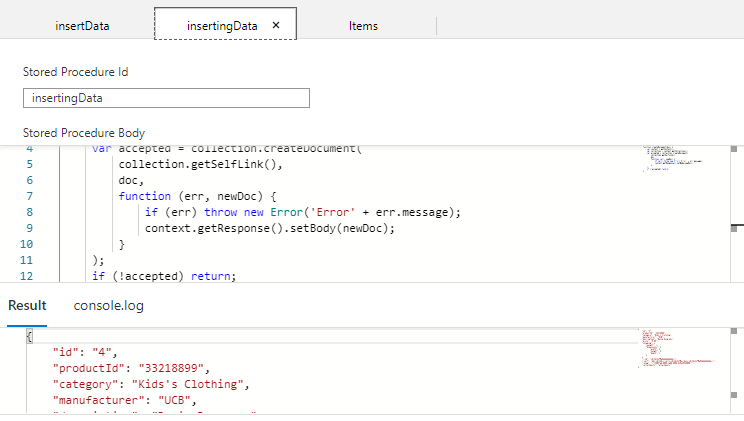 insertData insertingData × Items
Stored Procedure Id
insertingData
Stored Procedure Body
4 var accepted = collection.createDocument(
5 collection.getSelfLink(),
6 doc,
7 function (err, newDoc) {
8 if (err) throw new Error('Error' + err.message);
9 context.getResponse().setBody(newDoc);
10 }
11 );
12 if (!accepted) return;
Result console.log
{
"id": "4",
"productId": "33218899",
"category": "Kids's Clothing",
"manufacturer": "UCB",